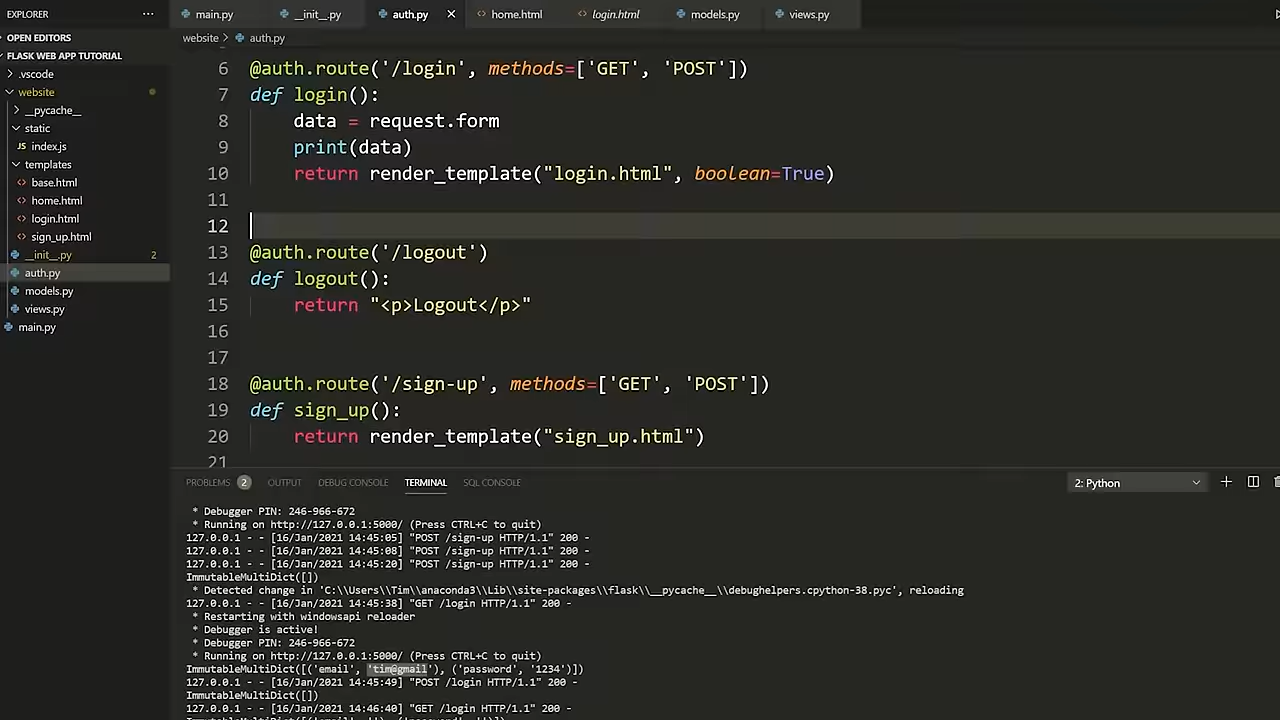 EXPLORER
...
main.py
__init__.py
auth.py
home.html
login.html
models.py
views.py
OPEN EDITORS
website > auth.py
FLASK WEB APP TUTORIAL
.vscode
website
__pycache__
static
JS index.js
templates
base.html
home.html
login.html
sign_up.html
__init__.py 2
auth.py
models.py
views.py
main.py
6 @auth.route('/login', methods=['GET', 'POST'])
7 def login():
8     data = request.form
9     print(data)
10     return render_template("login.html", boolean=True)
11
12
13 @auth.route('/logout')
14 def logout():
15     return "<p>Logout</p>"
16
17
18 @auth.route('/sign-up', methods=['GET', 'POST'])
19 def sign_up():
20     return render_template("sign_up.html")
21
PROBLEMS 2 OUTPUT DEBUG CONSOLE TERMINAL SQL CONSOLE 2: Python
* Debugger PIN: 246-966-672
* Running on http://127.0.0.1:5000/ (Press CTRL+C to quit)
127.0.0.1 - - [16/Jan/2021 14:45:05] "POST /sign-up HTTP/1.1" 200 -
127.0.0.1 - - [16/Jan/2021 14:45:08] "POST /sign-up HTTP/1.1" 200 -
127.0.0.1 - - [16/Jan/2021 14:45:20] "POST /sign-up HTTP/1.1" 200 -
ImmutableMultiDict([])
* Detected change in 'C:\\Users\\Tim\\anaconda3\\Lib\\site-packages\\flask\\__pycache__\\debughelpers.cpython-38.pyc', reloading
127.0.0.1 - - [16/Jan/2021 14:45:38] "GET /login HTTP/1.1" 200 -
* Restarting with windowsapi reloader
* Debugger is active!
* Debugger PIN: 246-966-672
* Running on http://127.0.0.1:5000/ (Press CTRL+C to quit)
ImmutableMultiDict([('email', 'tim@gmail'), ('password', '1234')])
127.0.0.1 - - [16/Jan/2021 14:45:49] "POST /login HTTP/1.1" 200 -
ImmutableMultiDict([])
127.0.0.1 - - [16/Jan/2021 14:46:40] "GET /login HTTP/1.1" 200 -